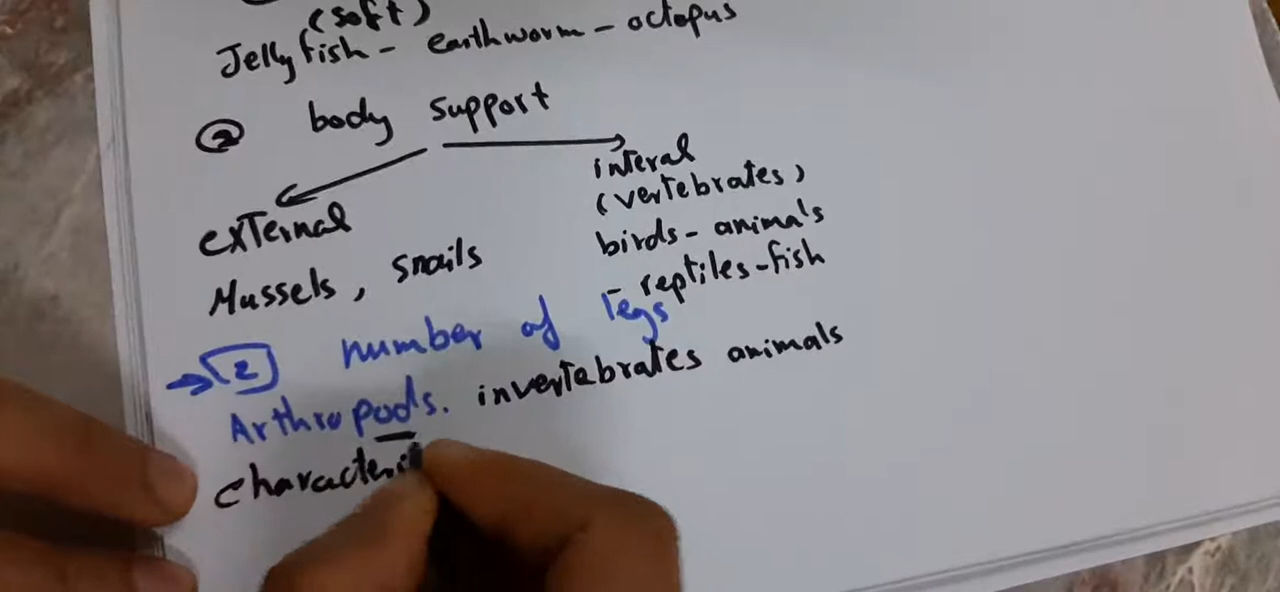 (soft)
Jelly fish - earthworm - octopus
② body support
external
Mussels, snails
interal
(vertebrates)
birds - animals
- reptiles - fish
→ 2 number of legs
Arthropods. invertebrates animals
characteri